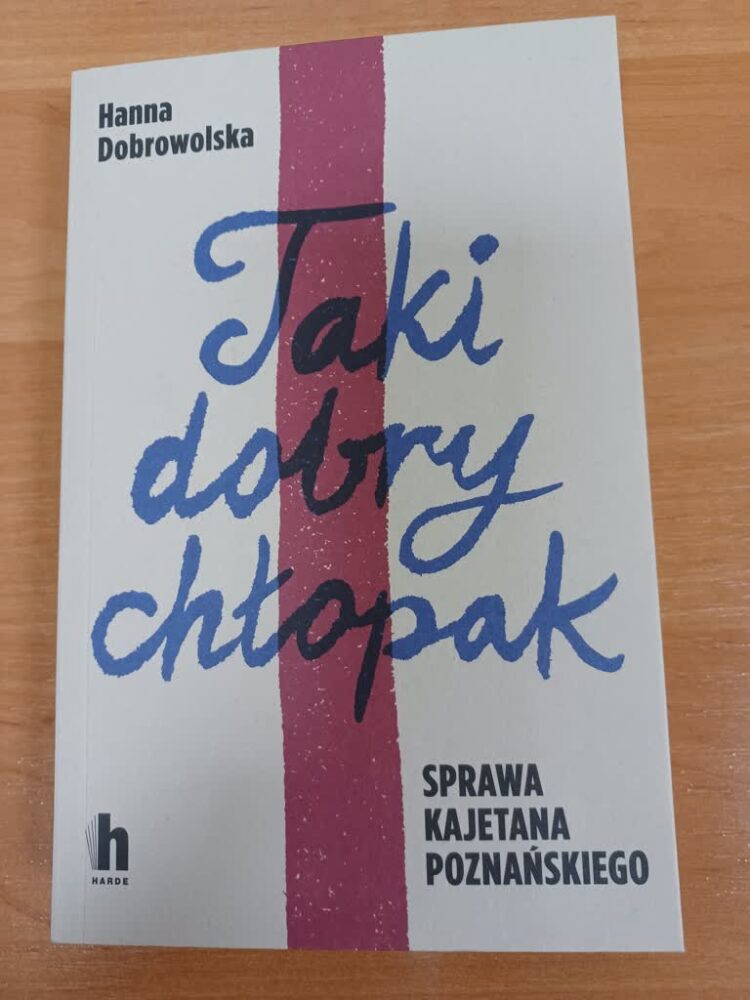 Hanna
Dobrowolska
Taki
dobry
chłopak
SPRAWA
KAJETANA
POZNAŃSKIEGO
h
HARDE